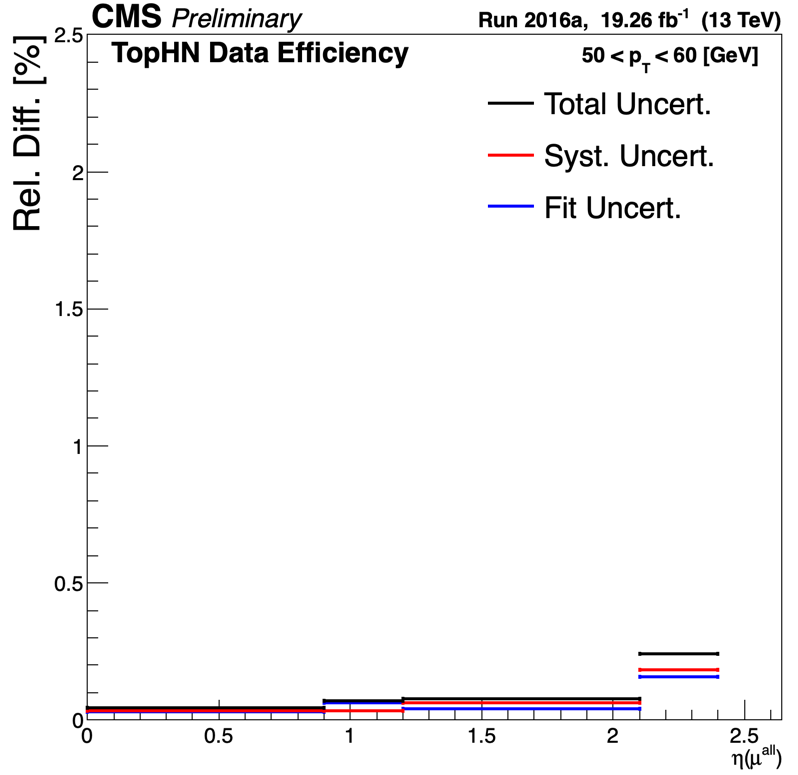 CMS Preliminary
Run 2016a, 19.26 fb⁻¹ (13 TeV)
TopHN Data Efficiency
50 < p_T < 60 [GeV]
Rel. Diff. [%]
Total Uncert.
Syst. Uncert.
Fit Uncert.
2.5
2
1.5
1
0.5
0
0
0.5
1
1.5
2
2.5
η(μ^all)